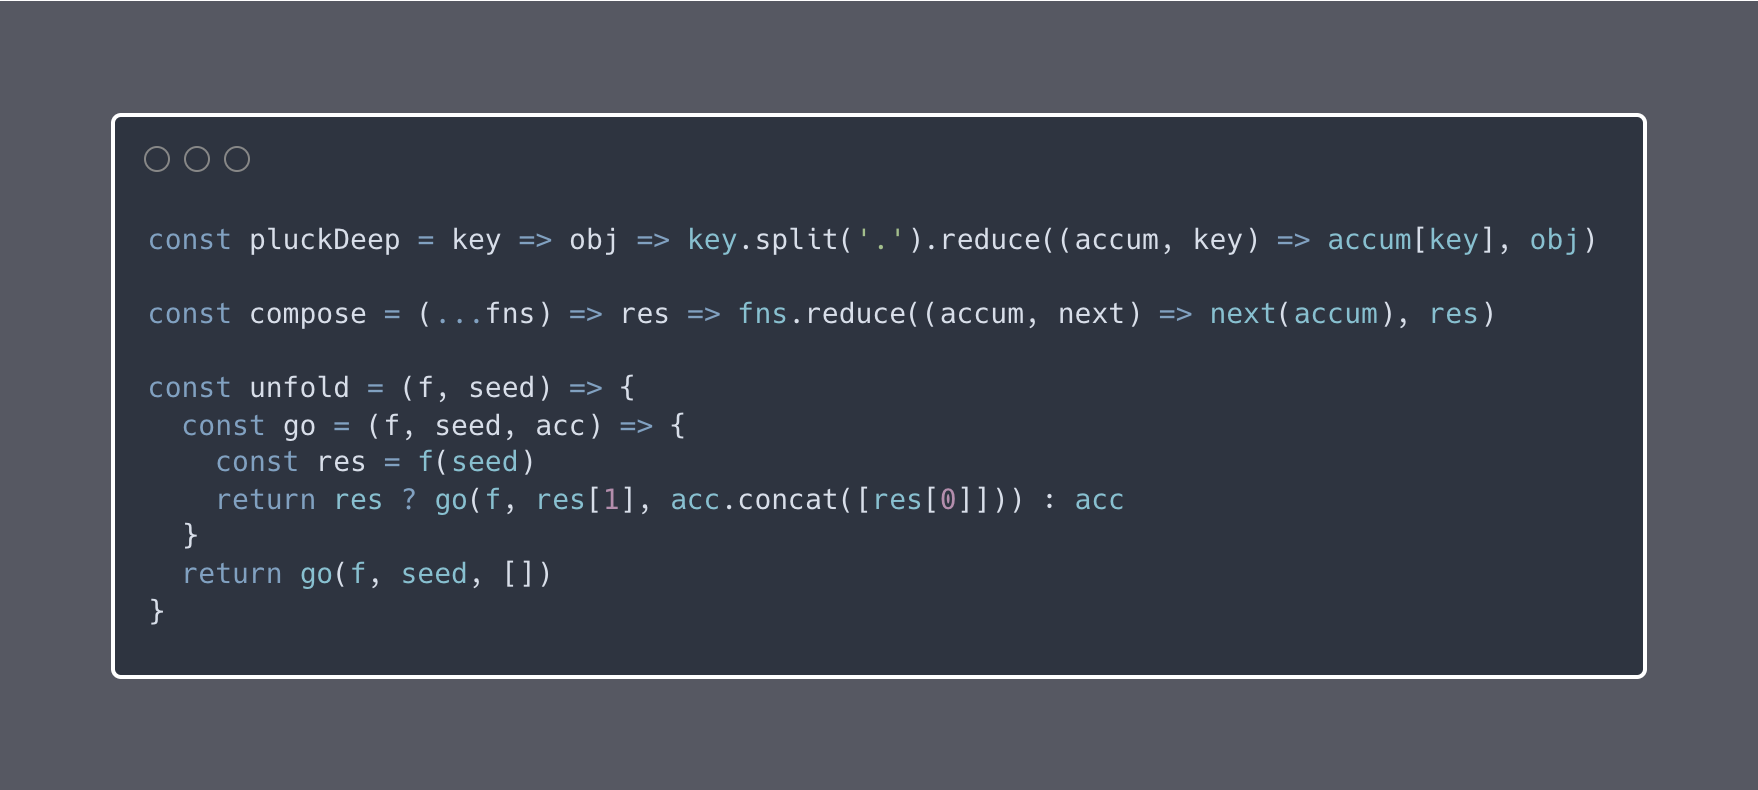 const pluckDeep = key => obj => key.split('.').reduce((accum, key) => accum[key], obj)

const compose = (...fns) => res => fns.reduce((accum, next) => next(accum), res)

const unfold = (f, seed) => {
  const go = (f, seed, acc) => {
    const res = f(seed)
    return res ? go(f, res[1], acc.concat([res[0]])) : acc
  }
  return go(f, seed, [])
}